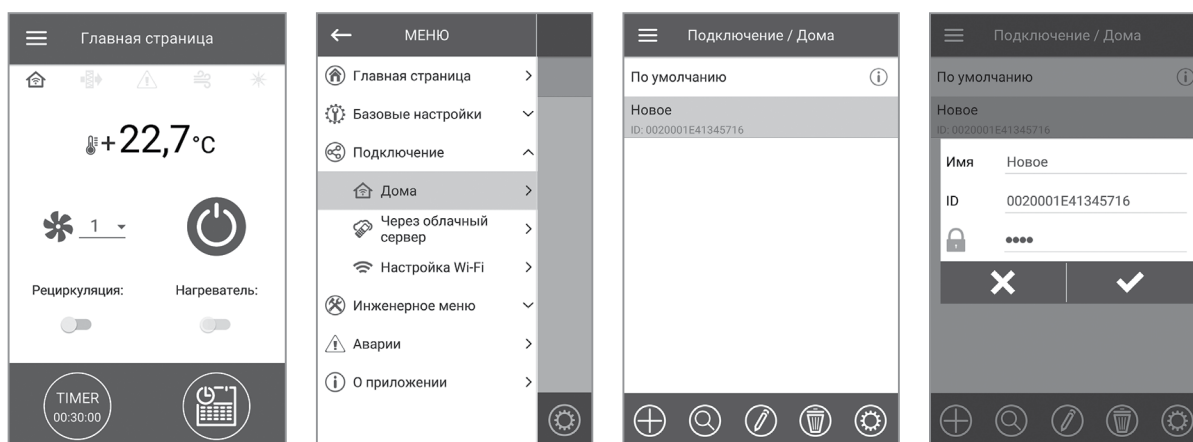 Главная страница
+22,7°C
1
Рециркуляция:
Нагреватель:
TIMER
00:30:00
МЕНЮ
Главная страница
Базовые настройки
Подключение
Дома
Через облачный
сервер
Настройка Wi-Fi
Инженерное меню
Аварии
О приложении
Подключение / Дома
По умолчанию
Новое
ID: 0020001E41345716
Подключение / Дома
По умолчанию
Новое
ID: 0020001E41345716
Имя Новое
ID 0020001E41345716
••••